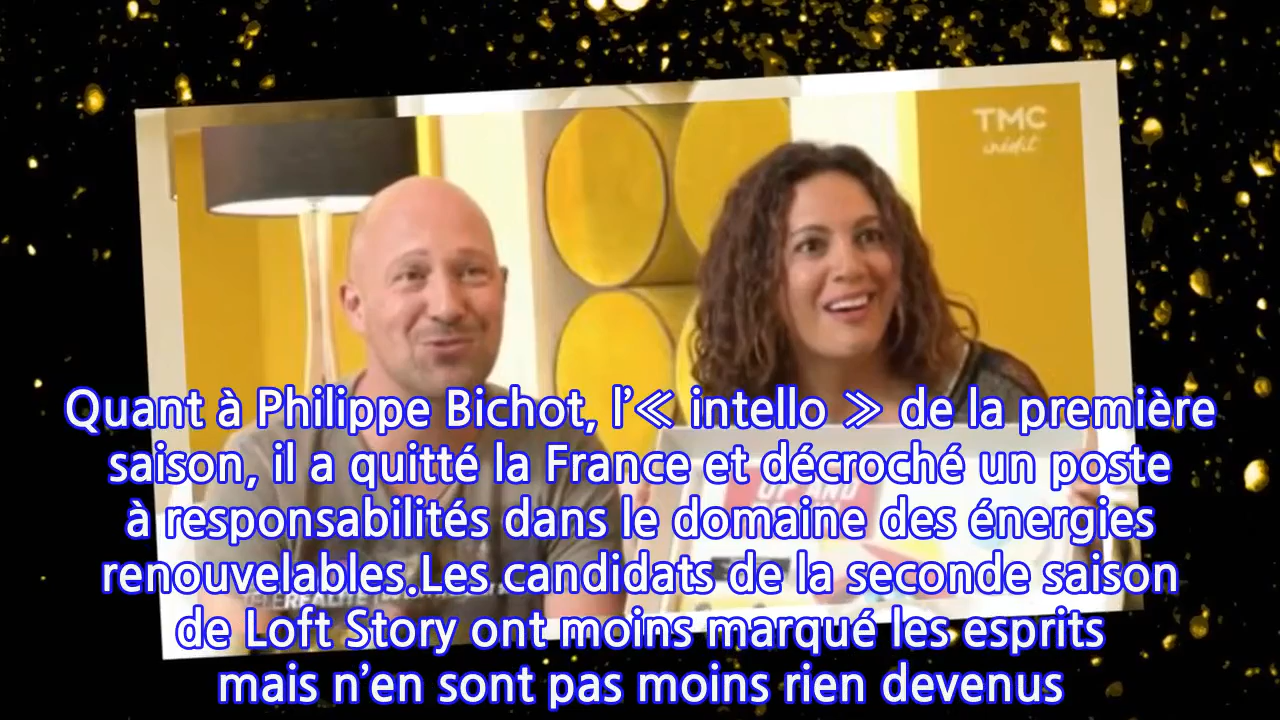 TMC
inédit
Quant à Philippe Bichot, l’≪ intello ≫ de la première
saison, il a quitté la France et décroché un poste
à responsabilités dans le domaine des énergies
renouvelables.Les candidats de la seconde saison
de Loft Story ont moins marqué les esprits
mais n’en sont pas moins rien devenus